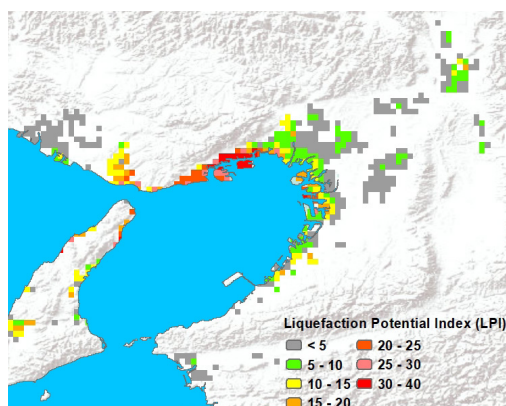 Liquefaction Potential Index (LPI)
< 5 20 - 25
5 - 10 25 - 30
10 - 15 30 - 40
15 - 20